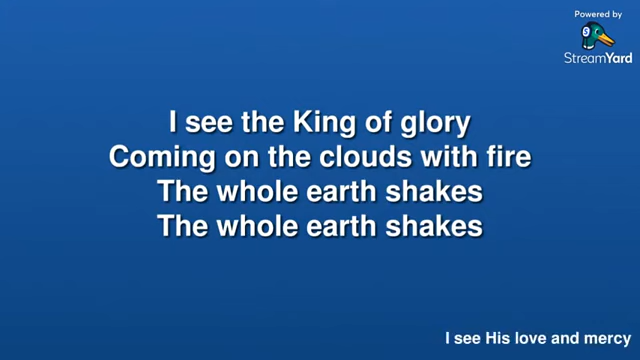 Powered by
StreamYard
I see the King of glory
Coming on the clouds with fire
The whole earth shakes
The whole earth shakes
I see His love and mercy